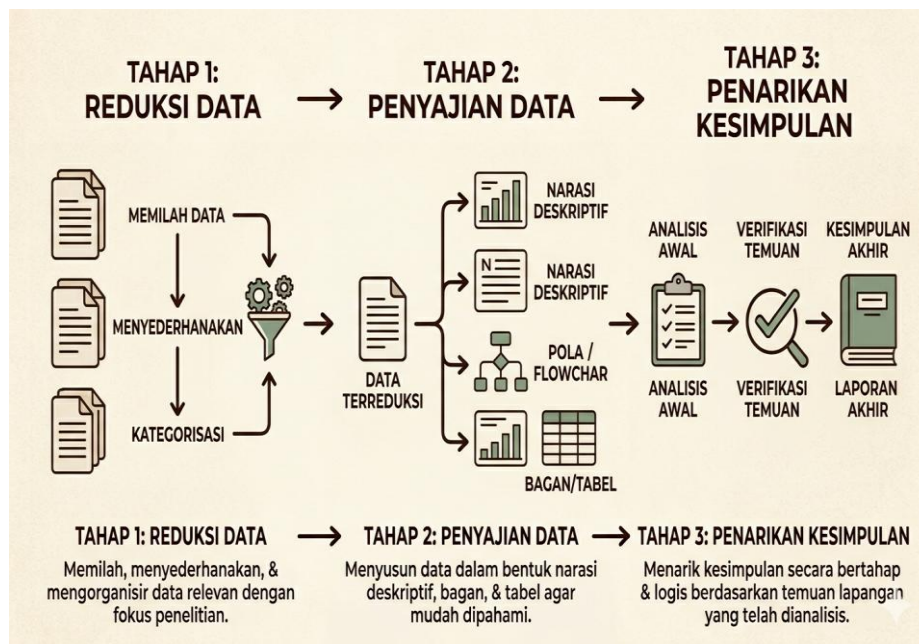 TAHAP 1:
REDUKSI DATA
TAHAP 2:
PENYAJIAN DATA
TAHAP 3:
PENARIKAN
KESIMPULAN
MEMILAH DATA
MENYEDERHANAKAN
KATEGORISASI
DATA
TERREDUKSI
NARASI
DESKRIPTIF
N
NARASI
DESKRIPTIF
POLA /
FLOWCHAR
BAGAN/TABEL
ANALISIS
AWAL
VERIFIKASI
TEMUAN
KESIMPULAN
AKHIR
ANALISIS
AWAL
VERIFIKASI
TEMUAN
LAPORAN
AKHIR
TAHAP 1: REDUKSI DATA
Memilah, menyederhanakan, &
mengorganisir data relevan dengan
fokus penelitian.
TAHAP 2: PENYAJIAN DATA
Menyusun data dalam bentuk narasi
deskriptif, bagan, & tabel agar
mudah dipahami.
TAHAP 3: PENARIKAN KESIMPULAN
Menarik kesimpulan secara bertahap
& logis berdasarkan temuan lapangan
yang telah dianalisis.